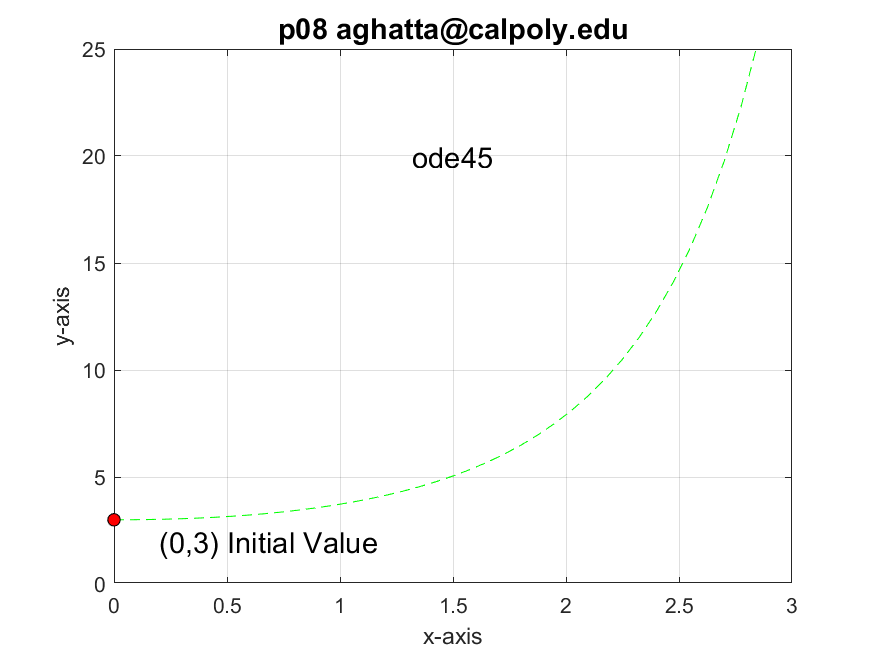 p08 aghatta@calpoly.edu
25
20
15
10
5
0
y-axis
ode45
(0,3) Initial Value
0 0.5 1 1.5 2 2.5 3
x-axis